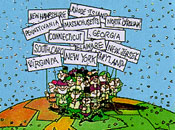 NEW HAMPSHIRE
RHODE ISLAND
PENNSYLVANIA
MASSACHUSETTS
NORTH CAROLINA
CONNECTICUT
GEORGIA
SOUTH CAROLINA
DELAWARE
NEW JERSEY
VIRGINIA
NEW YORK
MARYLAND